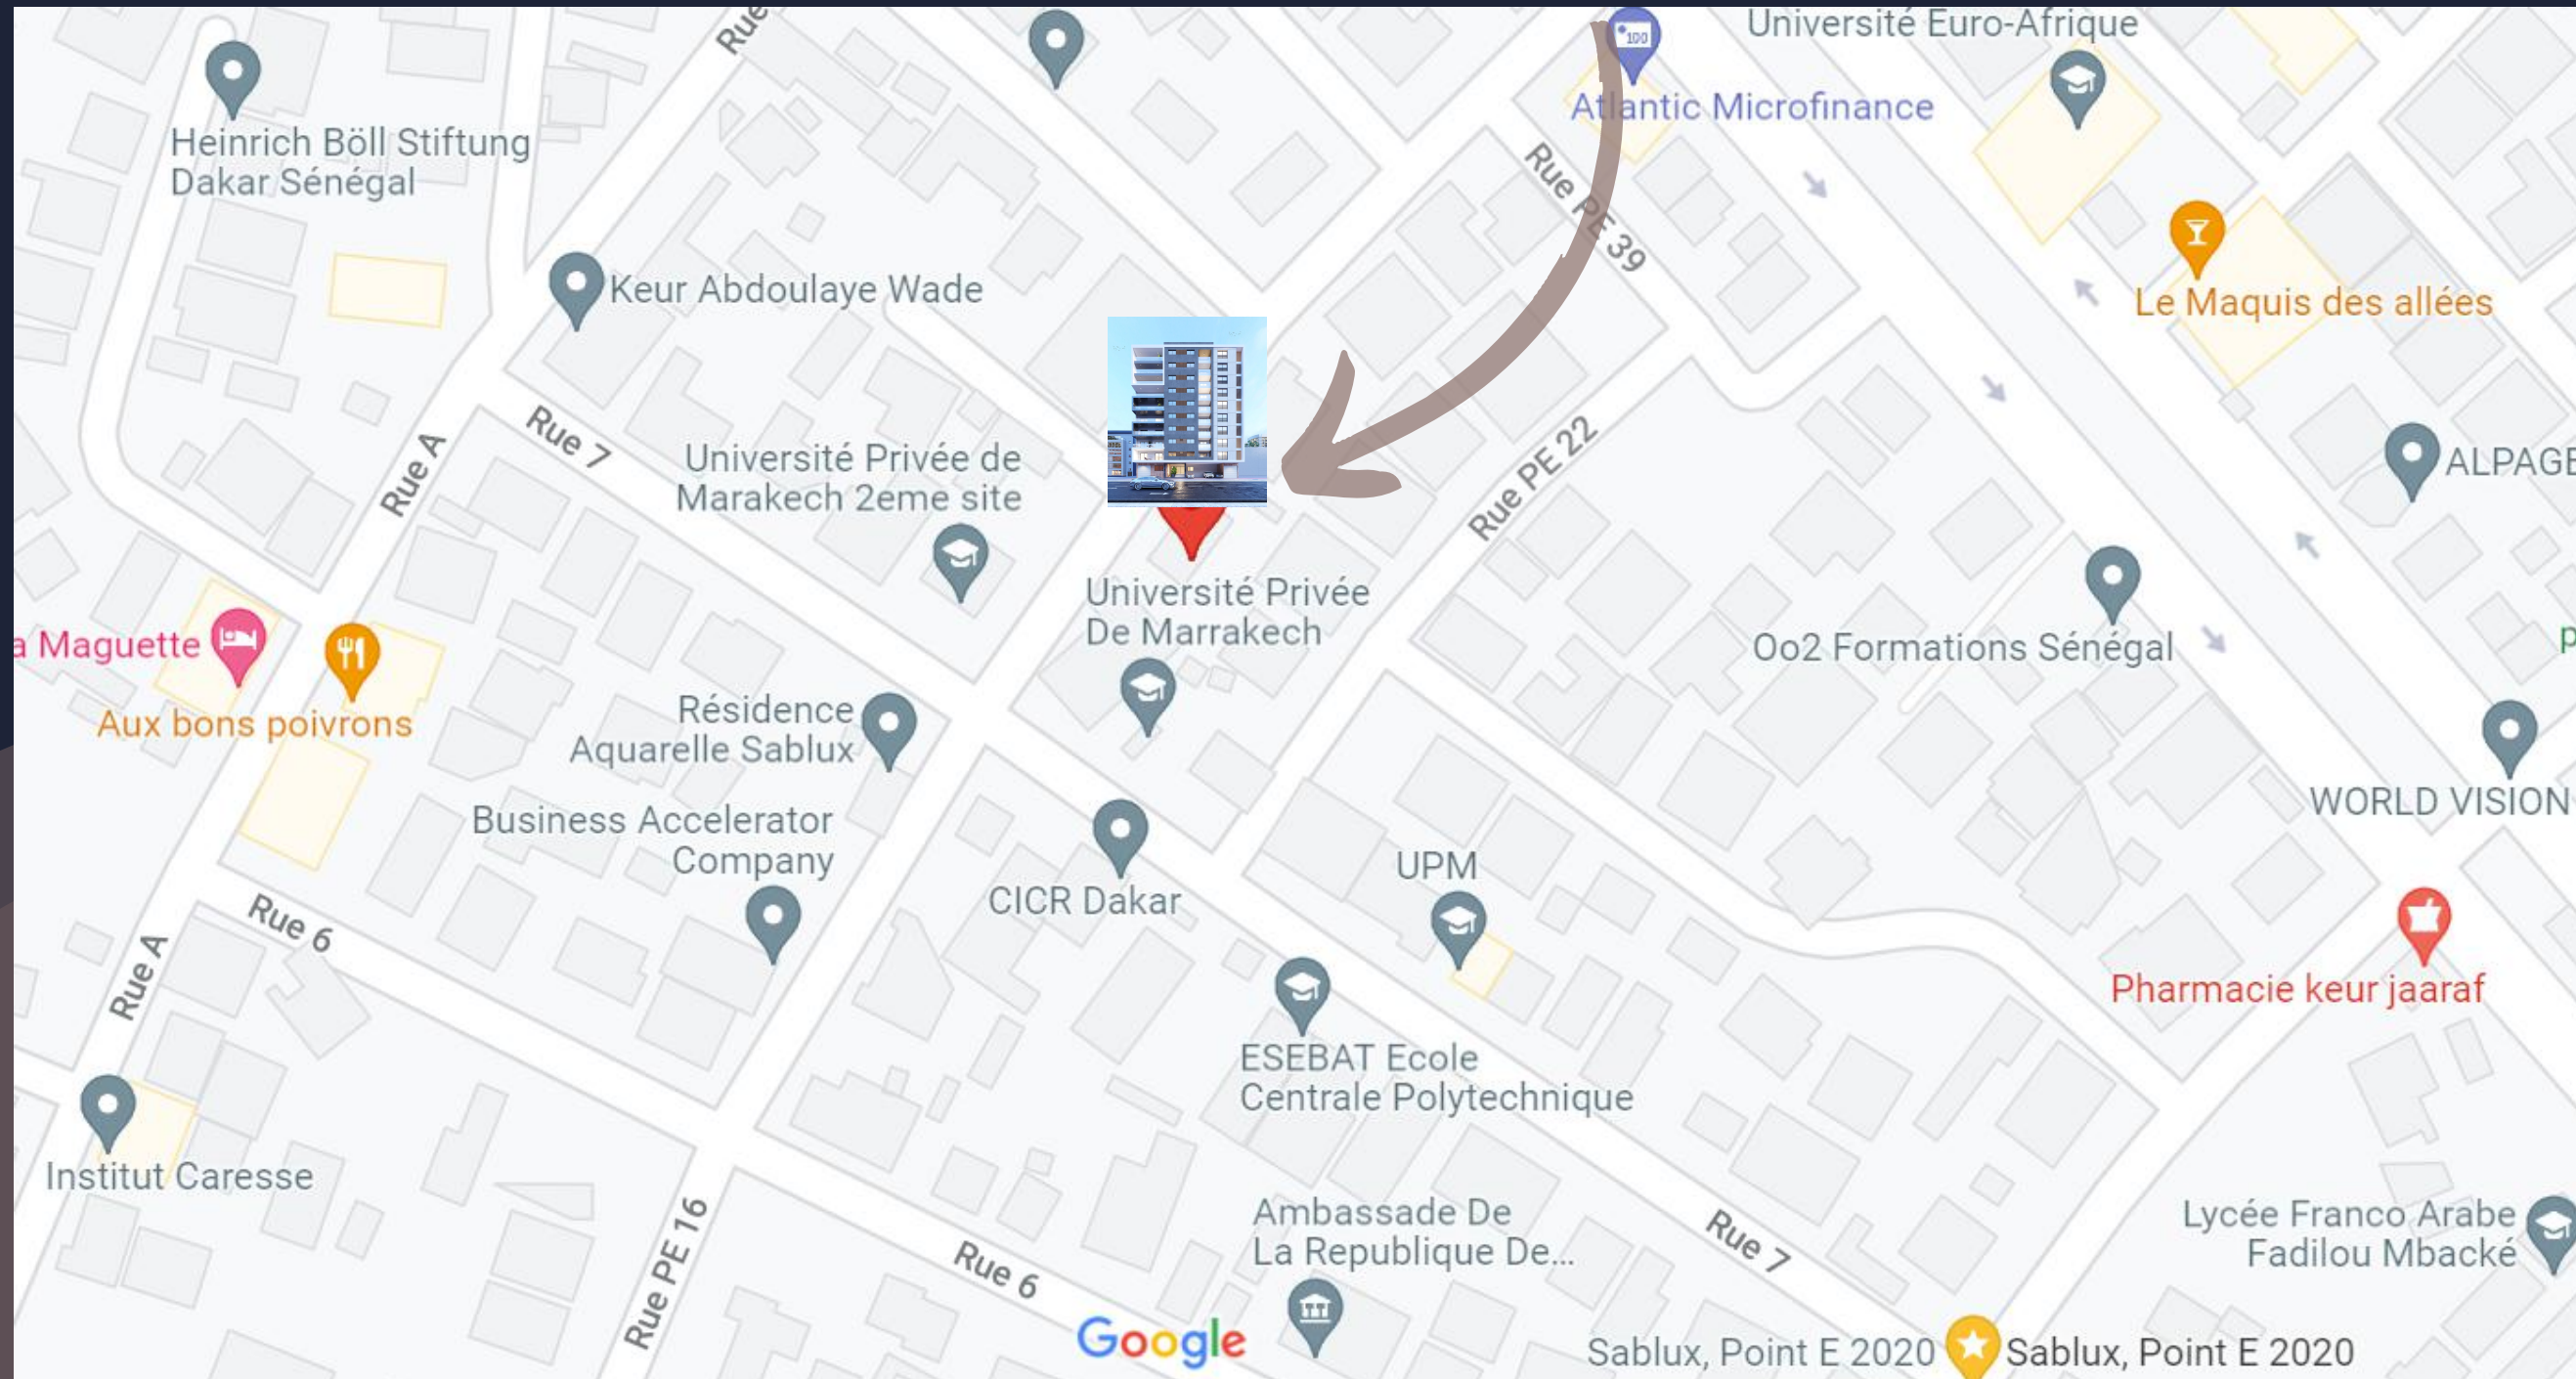 Rue
Université Euro-Afrique
100
Atlantic Microfinance
Heinrich Böll Stiftung
Dakar Sénégal
Rue PE 39
Keur Abdoulaye Wade
Le Maquis des allées
Rue A
Rue 7
Université Privée de
Marakech 2eme site
Rue PE 22
ALPAGE
Université Privée
De Marrakech
a Maguette
Aux bons poivrons
Oo2 Formations Sénégal
p
Résidence
Aquarelle Sablux
WORLD VISION
Business Accelerator
Company
CICR Dakar
UPM
Rue 6
Rue A
Pharmacie keur jaaraf
ESEBAT Ecole
Centrale Polytechnique
Institut Caresse
Rue PE 16
Rue 6
Ambassade De
La Republique De...
Rue 7
Lycée Franco Arabe
Fadilou Mbacké
Google
Sablux, Point E 2020
Sablux, Point E 2020